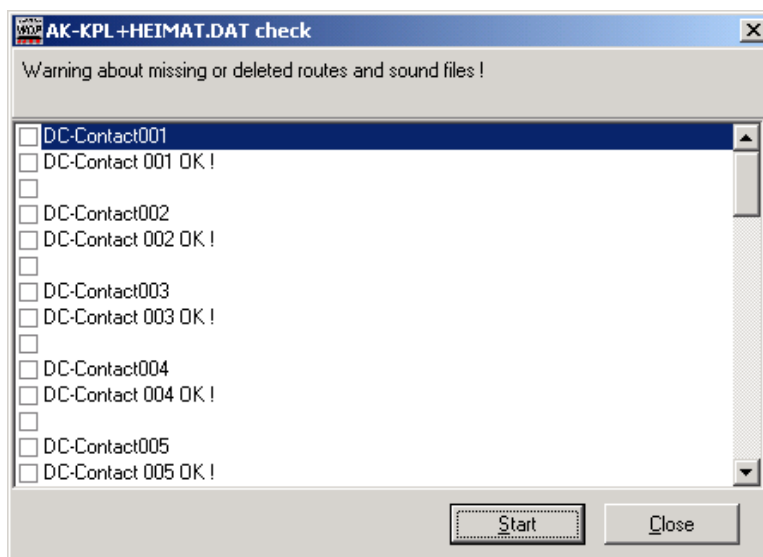 AK-KPL+HEIMAT.DAT check
Warning about missing or deleted routes and sound files !
DC-Contact001
DC-Contact 001 OK !
DC-Contact002
DC-Contact 002 OK !
DC-Contact003
DC-Contact 003 OK !
DC-Contact004
DC-Contact 004 OK !
DC-Contact005
DC-Contact 005 OK !
Start
Close